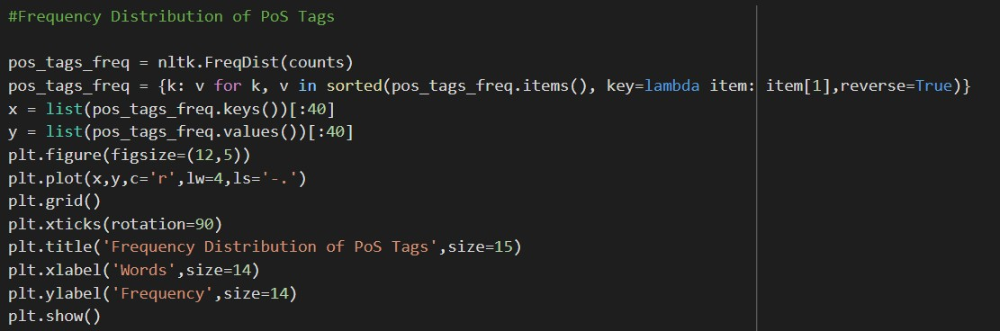 #Frequency Distribution of PoS Tags
pos_tags_freq = nltk.FreqDist(counts)
pos_tags_freq = {k: v for k, v in sorted(pos_tags_freq.items(), key=lambda item: item[1],reverse=True)}
x = list(pos_tags_freq.keys())[:40]
y = list(pos_tags_freq.values())[:40]
plt.figure(figsize=(12,5))
plt.plot(x,y,c='r',lw=4,ls='-.')
plt.grid()
plt.xticks(rotation=90)
plt.title('Frequency Distribution of PoS Tags',size=15)
plt.xlabel('Words',size=14)
plt.ylabel('Frequency',size=14)
plt.show()